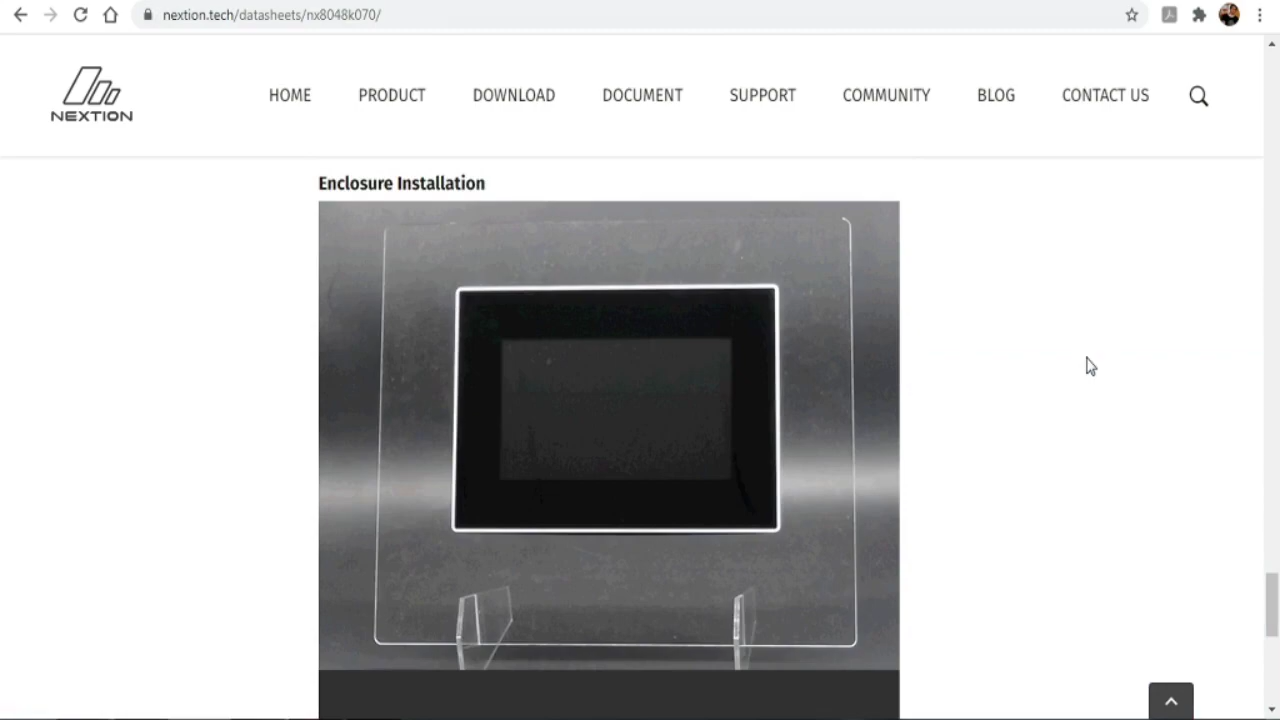 nextion.tech/datasheets/nx8048k070/
NEXTION
HOME PRODUCT DOWNLOAD DOCUMENT SUPPORT COMMUNITY BLOG CONTACT US
Enclosure Installation